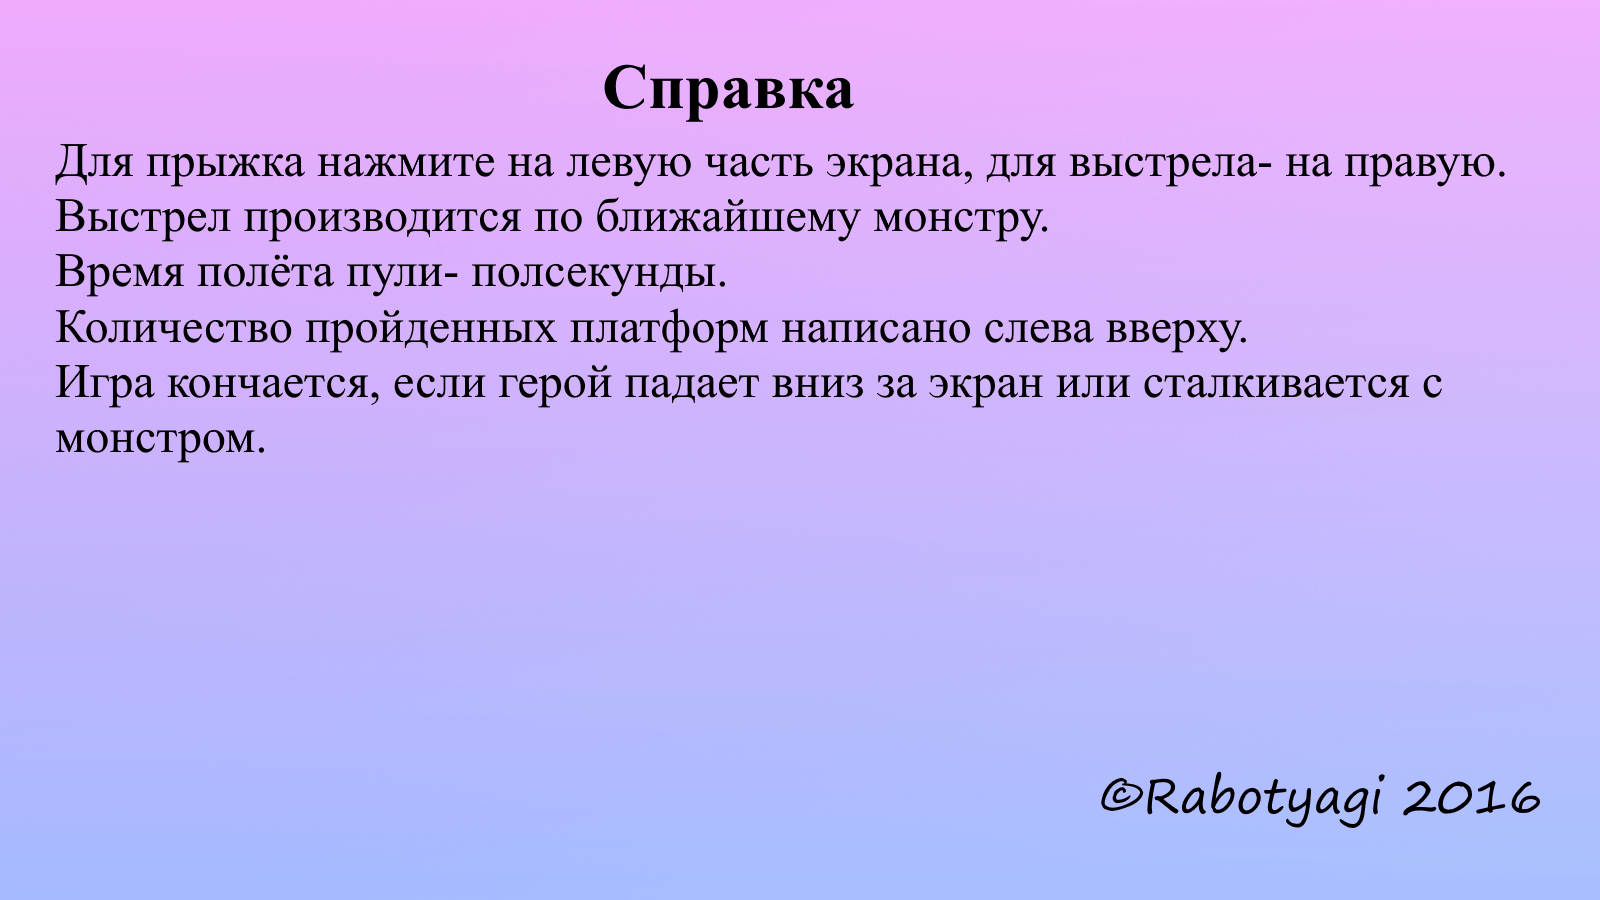 Справка
Для прыжка нажмите на левую часть экрана, для выстрела- на правую.
Выстрел производится по ближайшему монстру.
Время полёта пули- полсекунды.
Количество пройденных платформ написано слева вверху.
Игра кончается, если герой падает вниз за экран или сталкивается с
монстром.
©Rabotyagi 2016